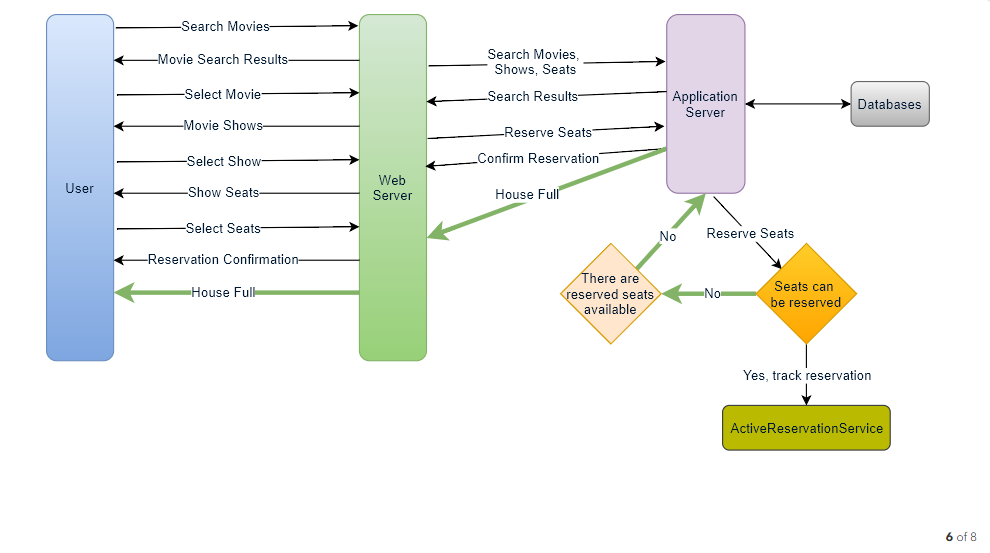 Search Movies
Movie Search Results
Select Movie
Movie Shows
Select Show
Show Seats
Select Seats
Reservation Confirmation
House Full
User
Web
Server
Search Movies,
Shows, Seats
Search Results
Reserve Seats
Confirm Reservation
House Full
Application
Server
Databases
No
Reserve Seats
There are
reserved seats
available
No
Seats can
be reserved
Yes, track reservation
ActiveReservationService
6 of 8